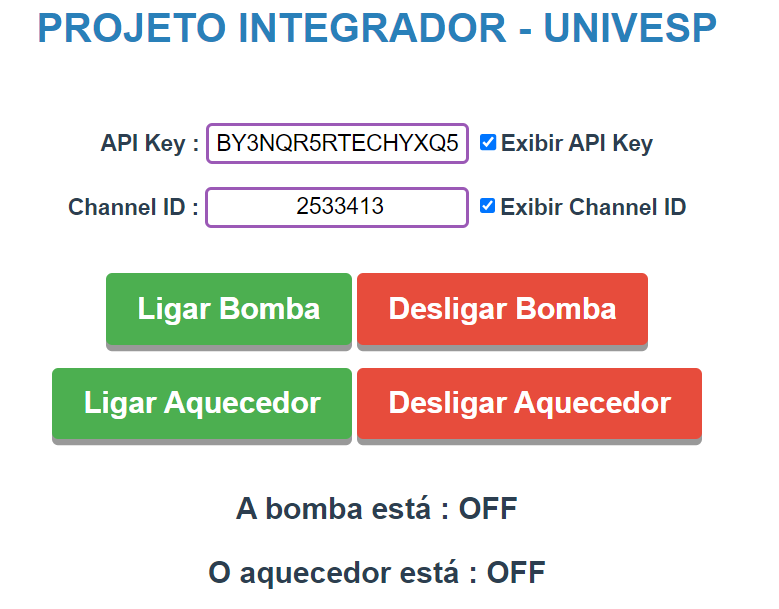 PROJETO INTEGRADOR - UNIVESP
API Key : BY3NQR5RTECHYXQ5 Exibir API Key
Channel ID : 2533413 Exibir Channel ID
Ligar Bomba Desligar Bomba
Ligar Aquecedor Desligar Aquecedor
A bomba está : OFF
O aquecedor está : OFF